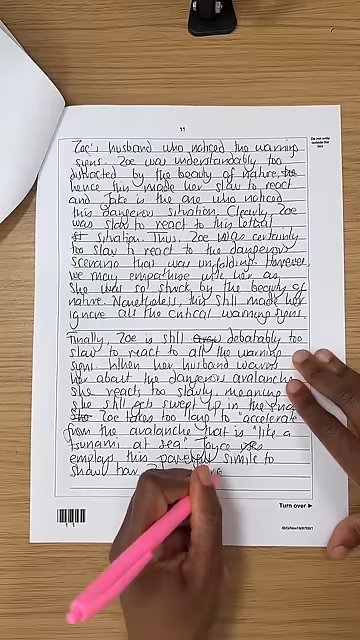 11
Do not write
outside the
box
Zoe's husband who noticed the warning
signs. Zoe was understandably too
distracted by the beauty of nature, the
hence this made her slow to react
and Jake is the one who noticed
this dangerous situation. Clearly, Zoe
was slow to react to this lethal
situation. Thus, Zoe was certainly
too slow to react to the dangerous
scenario that was unfolding. However,
we may empathise with her as
she was so struck by the beauty of
nature. Nonetheless, this still made her
ignore all the critical warning signs.
Finally, Zoe is still debatably too
slow to react to all the warning
signs. When her husband warns
her about the dangerous avalanche
she reacts too slowly, meaning
she still gets swept up in the end
Zoe takes too long to "accelerate"
from the avalanche that is "like a
tsunami at sea" Joyce
employs this powerful simile to
show how
Turn over ►
IB/G/Nov19/8700/1
11